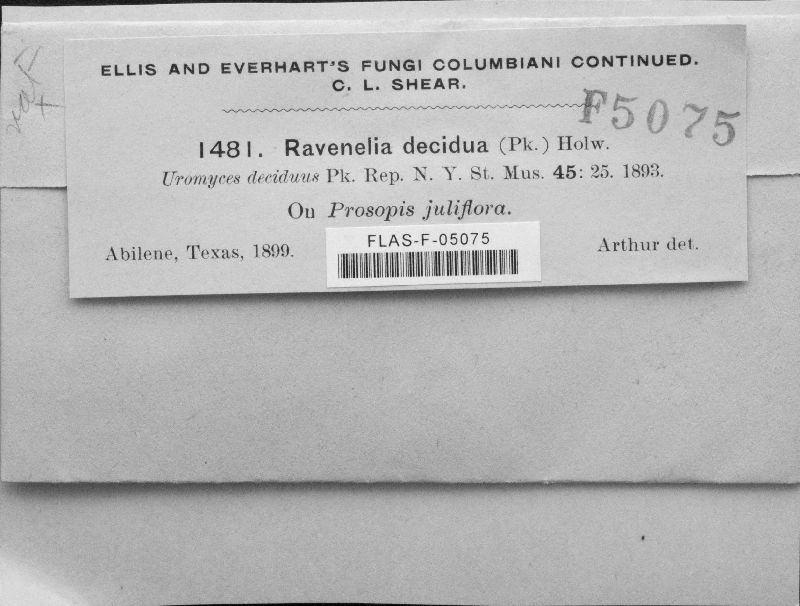 ELLIS AND EVERHART'S FUNGI COLUMBIANI CONTINUED.
C. L. SHEAR.
F5075
1481. Ravenelia decidua (Pk.) Holw.
Uromyces deciduus Pk. Rep. N. Y. St. Mus. 45: 25. 1893.
On Prosopis juliflora.
FLAS-F-05075
Abilene, Texas, 1899.
Arthur det.